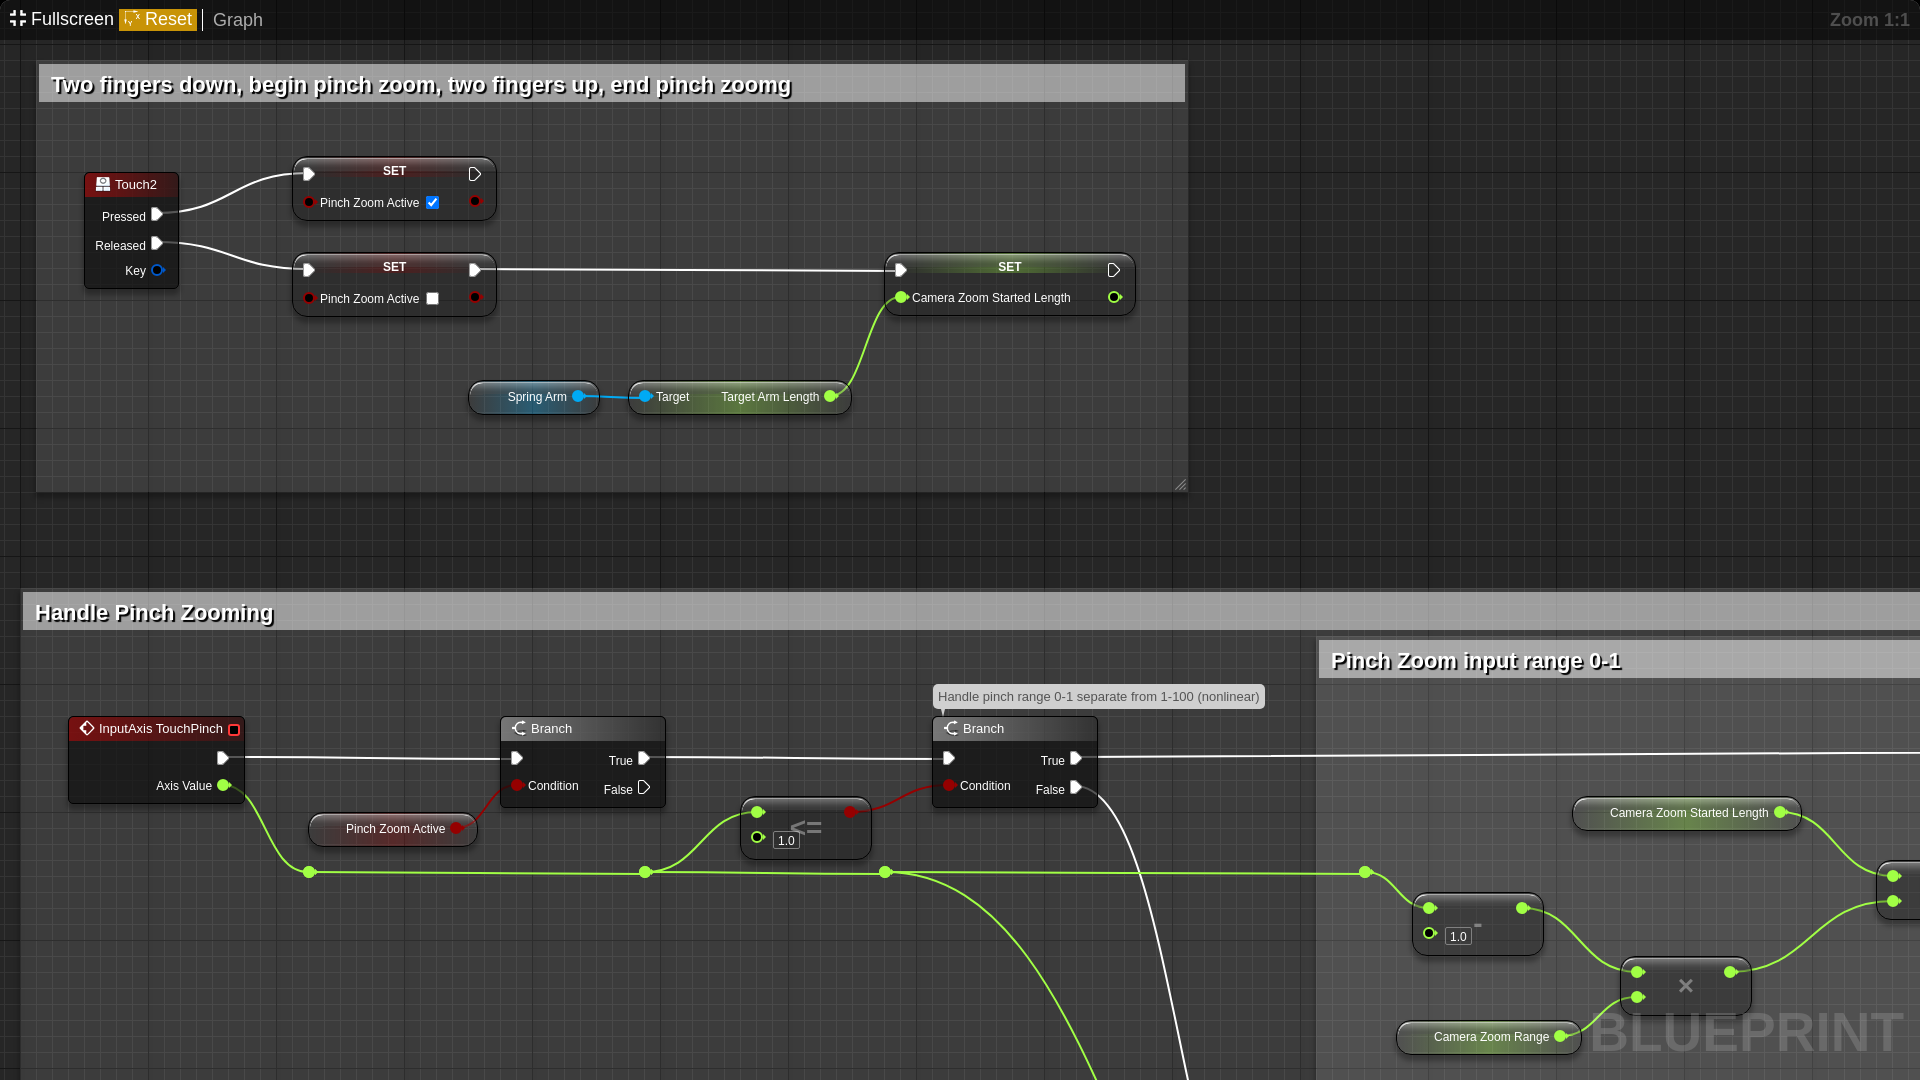 Fullscreen Reset Graph Zoom 1:1
Two fingers down, begin pinch zoom, two fingers up, end pinch zoomg
Touch2
Pressed
Released
Key
SET
Pinch Zoom Active
SET
Pinch Zoom Active
SET
Camera Zoom Started Length
Spring Arm
Target Target Arm Length
Handle Pinch Zooming
Pinch Zoom input range 0-1
Handle pinch range 0-1 separate from 1-100 (nonlinear)
InputAxis TouchPinch
Axis Value
Branch
True
Condition
False
Branch
True
Condition
False
Pinch Zoom Active
<=
1.0
Camera Zoom Started Length
-
1.0
×
Camera Zoom Range
BLUEPRINT